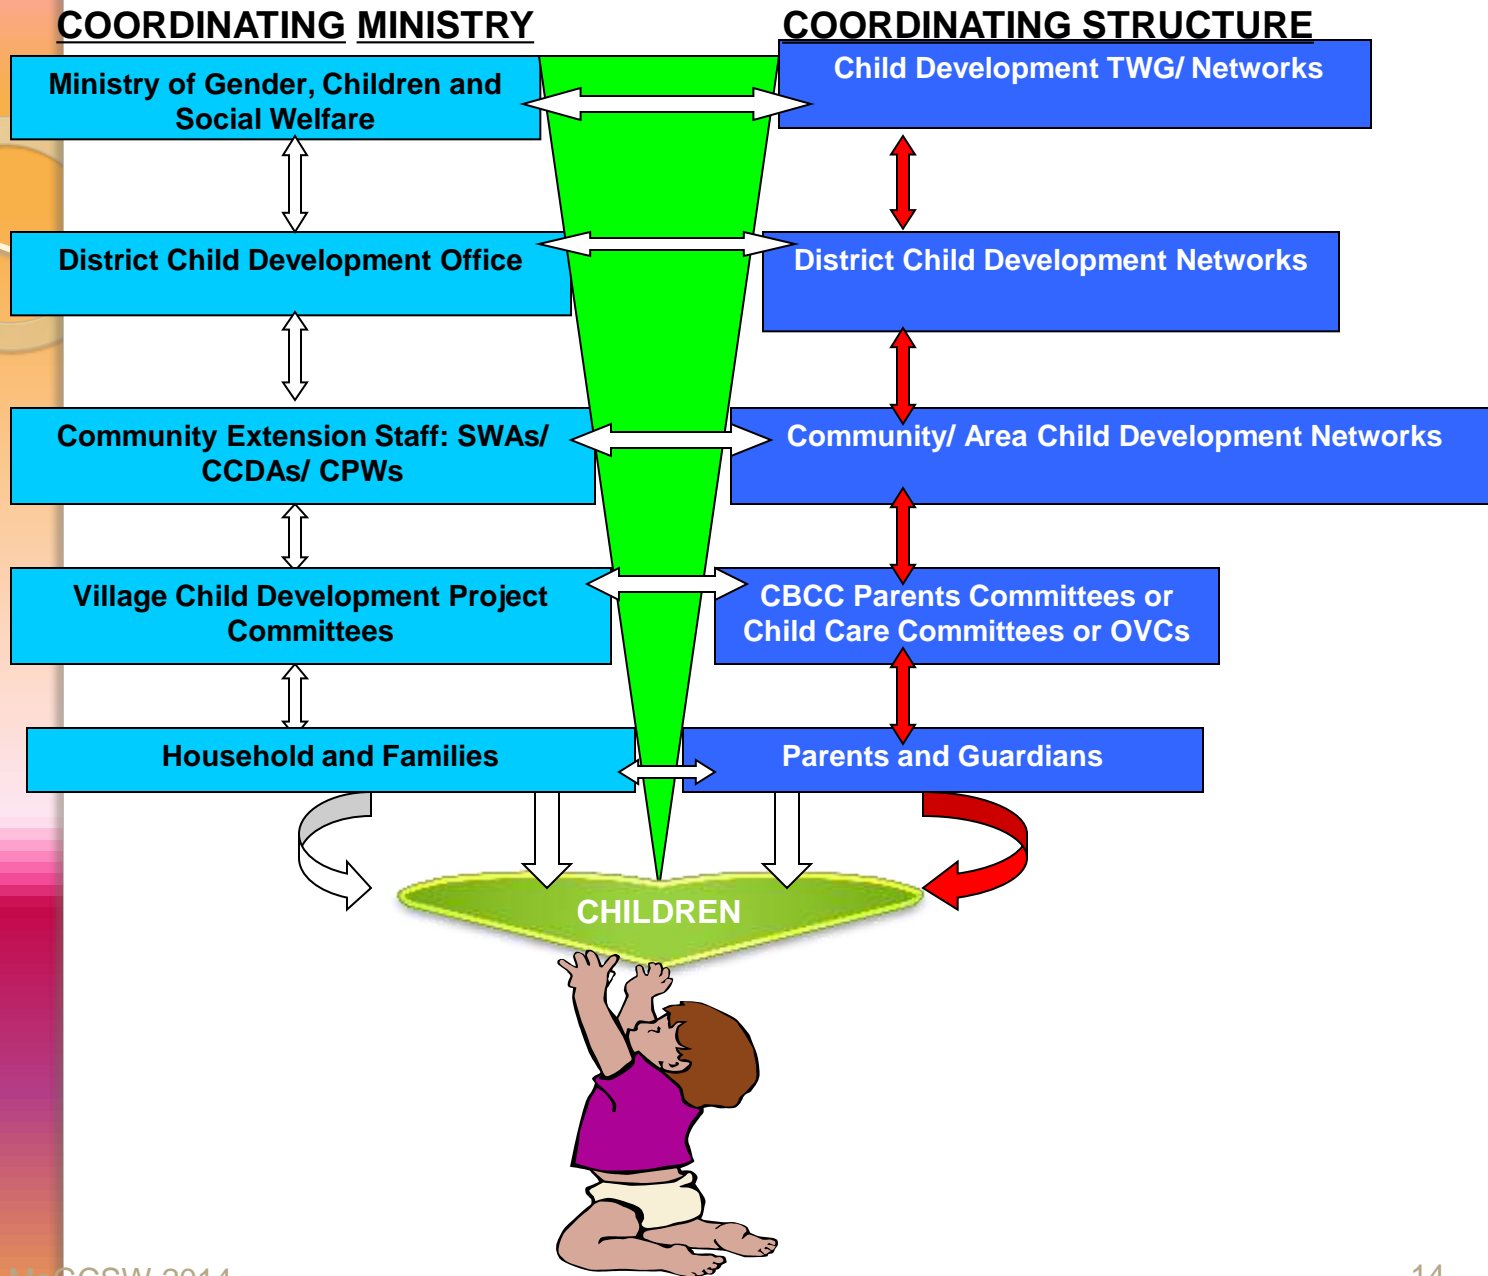 COORDINATING MINISTRY
COORDINATING STRUCTURE
Ministry of Gender, Children and
Social Welfare
Child Development TWG/ Networks
District Child Development Office
District Child Development Networks
Community Extension Staff: SWAs/
CCDAs/ CPWs
Community/ Area Child Development Networks
Village Child Development Project
Committees
CBCC Parents Committees or
Child Care Committees or OVCs
Household and Families
Parents and Guardians
CHILDREN
14